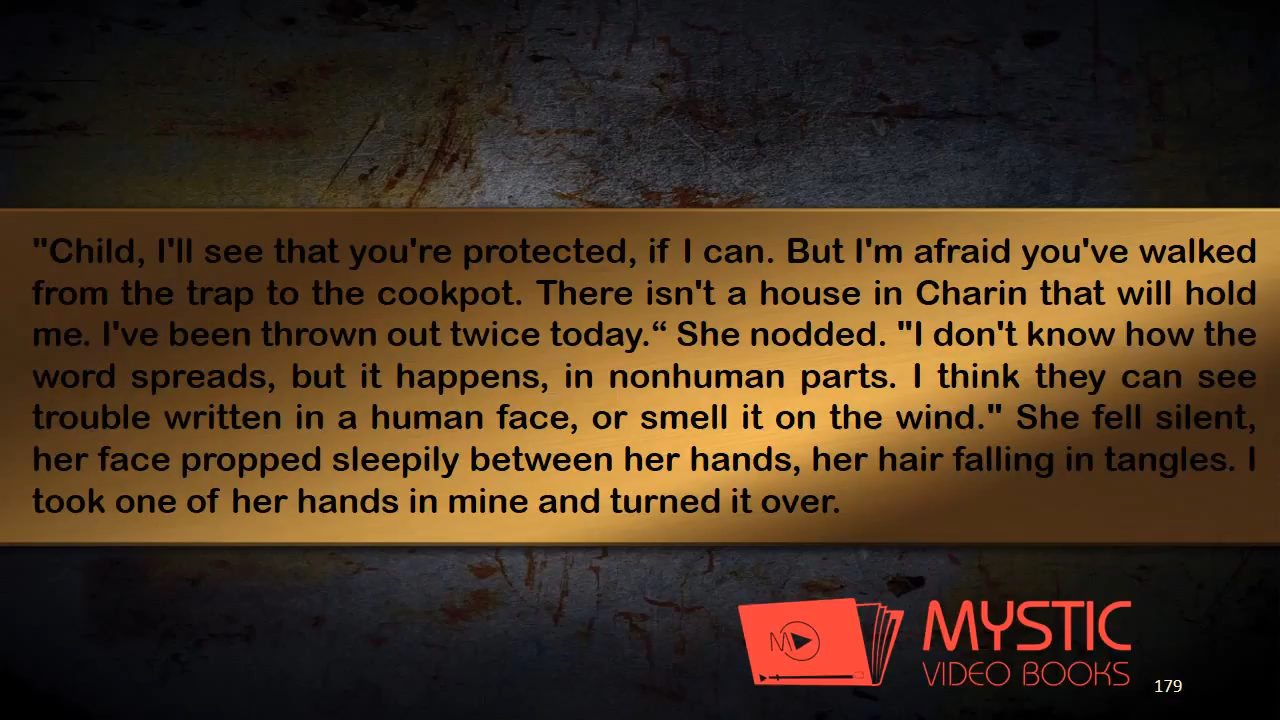 "Child, I'll see that you're protected, if I can. But I'm afraid you've walked
from the trap to the cookpot. There isn't a house in Charin that will hold
me. I've been thrown out twice today.“ She nodded. "I don't know how the
word spreads, but it happens, in nonhuman parts. I think they can see
trouble written in a human face, or smell it on the wind." She fell silent,
her face propped sleepily between her hands, her hair falling in tangles. I
took one of her hands in mine and turned it over.
M
MYSTIC
VIDEO BOOKS
179